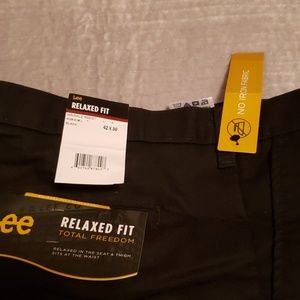 Lee
RELAXED FIT
42 X 30
BLACK
NO IRON FABRIC
Lee
RELAXED FIT
TOTAL FREEDOM
RELAXED IN THE SEAT & THIGH
SITS AT THE WAIST